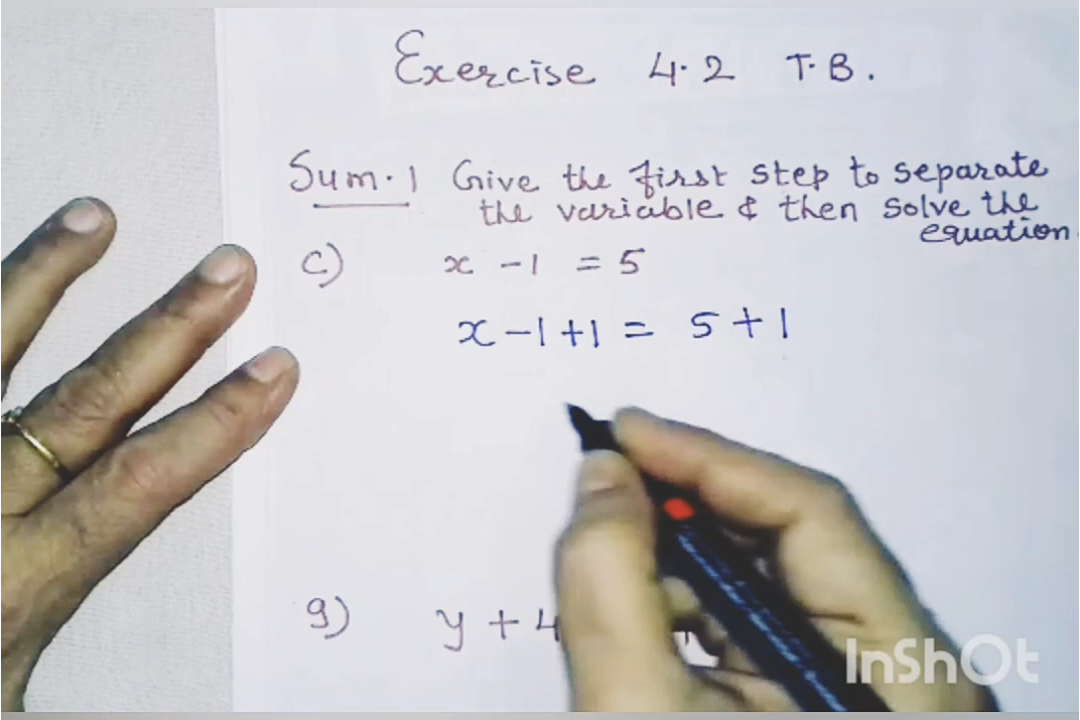 Exercise 4.2 T.B.
Sum.1 Give the first step to separate
the variable & then solve the
equation.
c) x - 1 = 5
x - 1 + 1 = 5 + 1
g) y + 4
InShOt